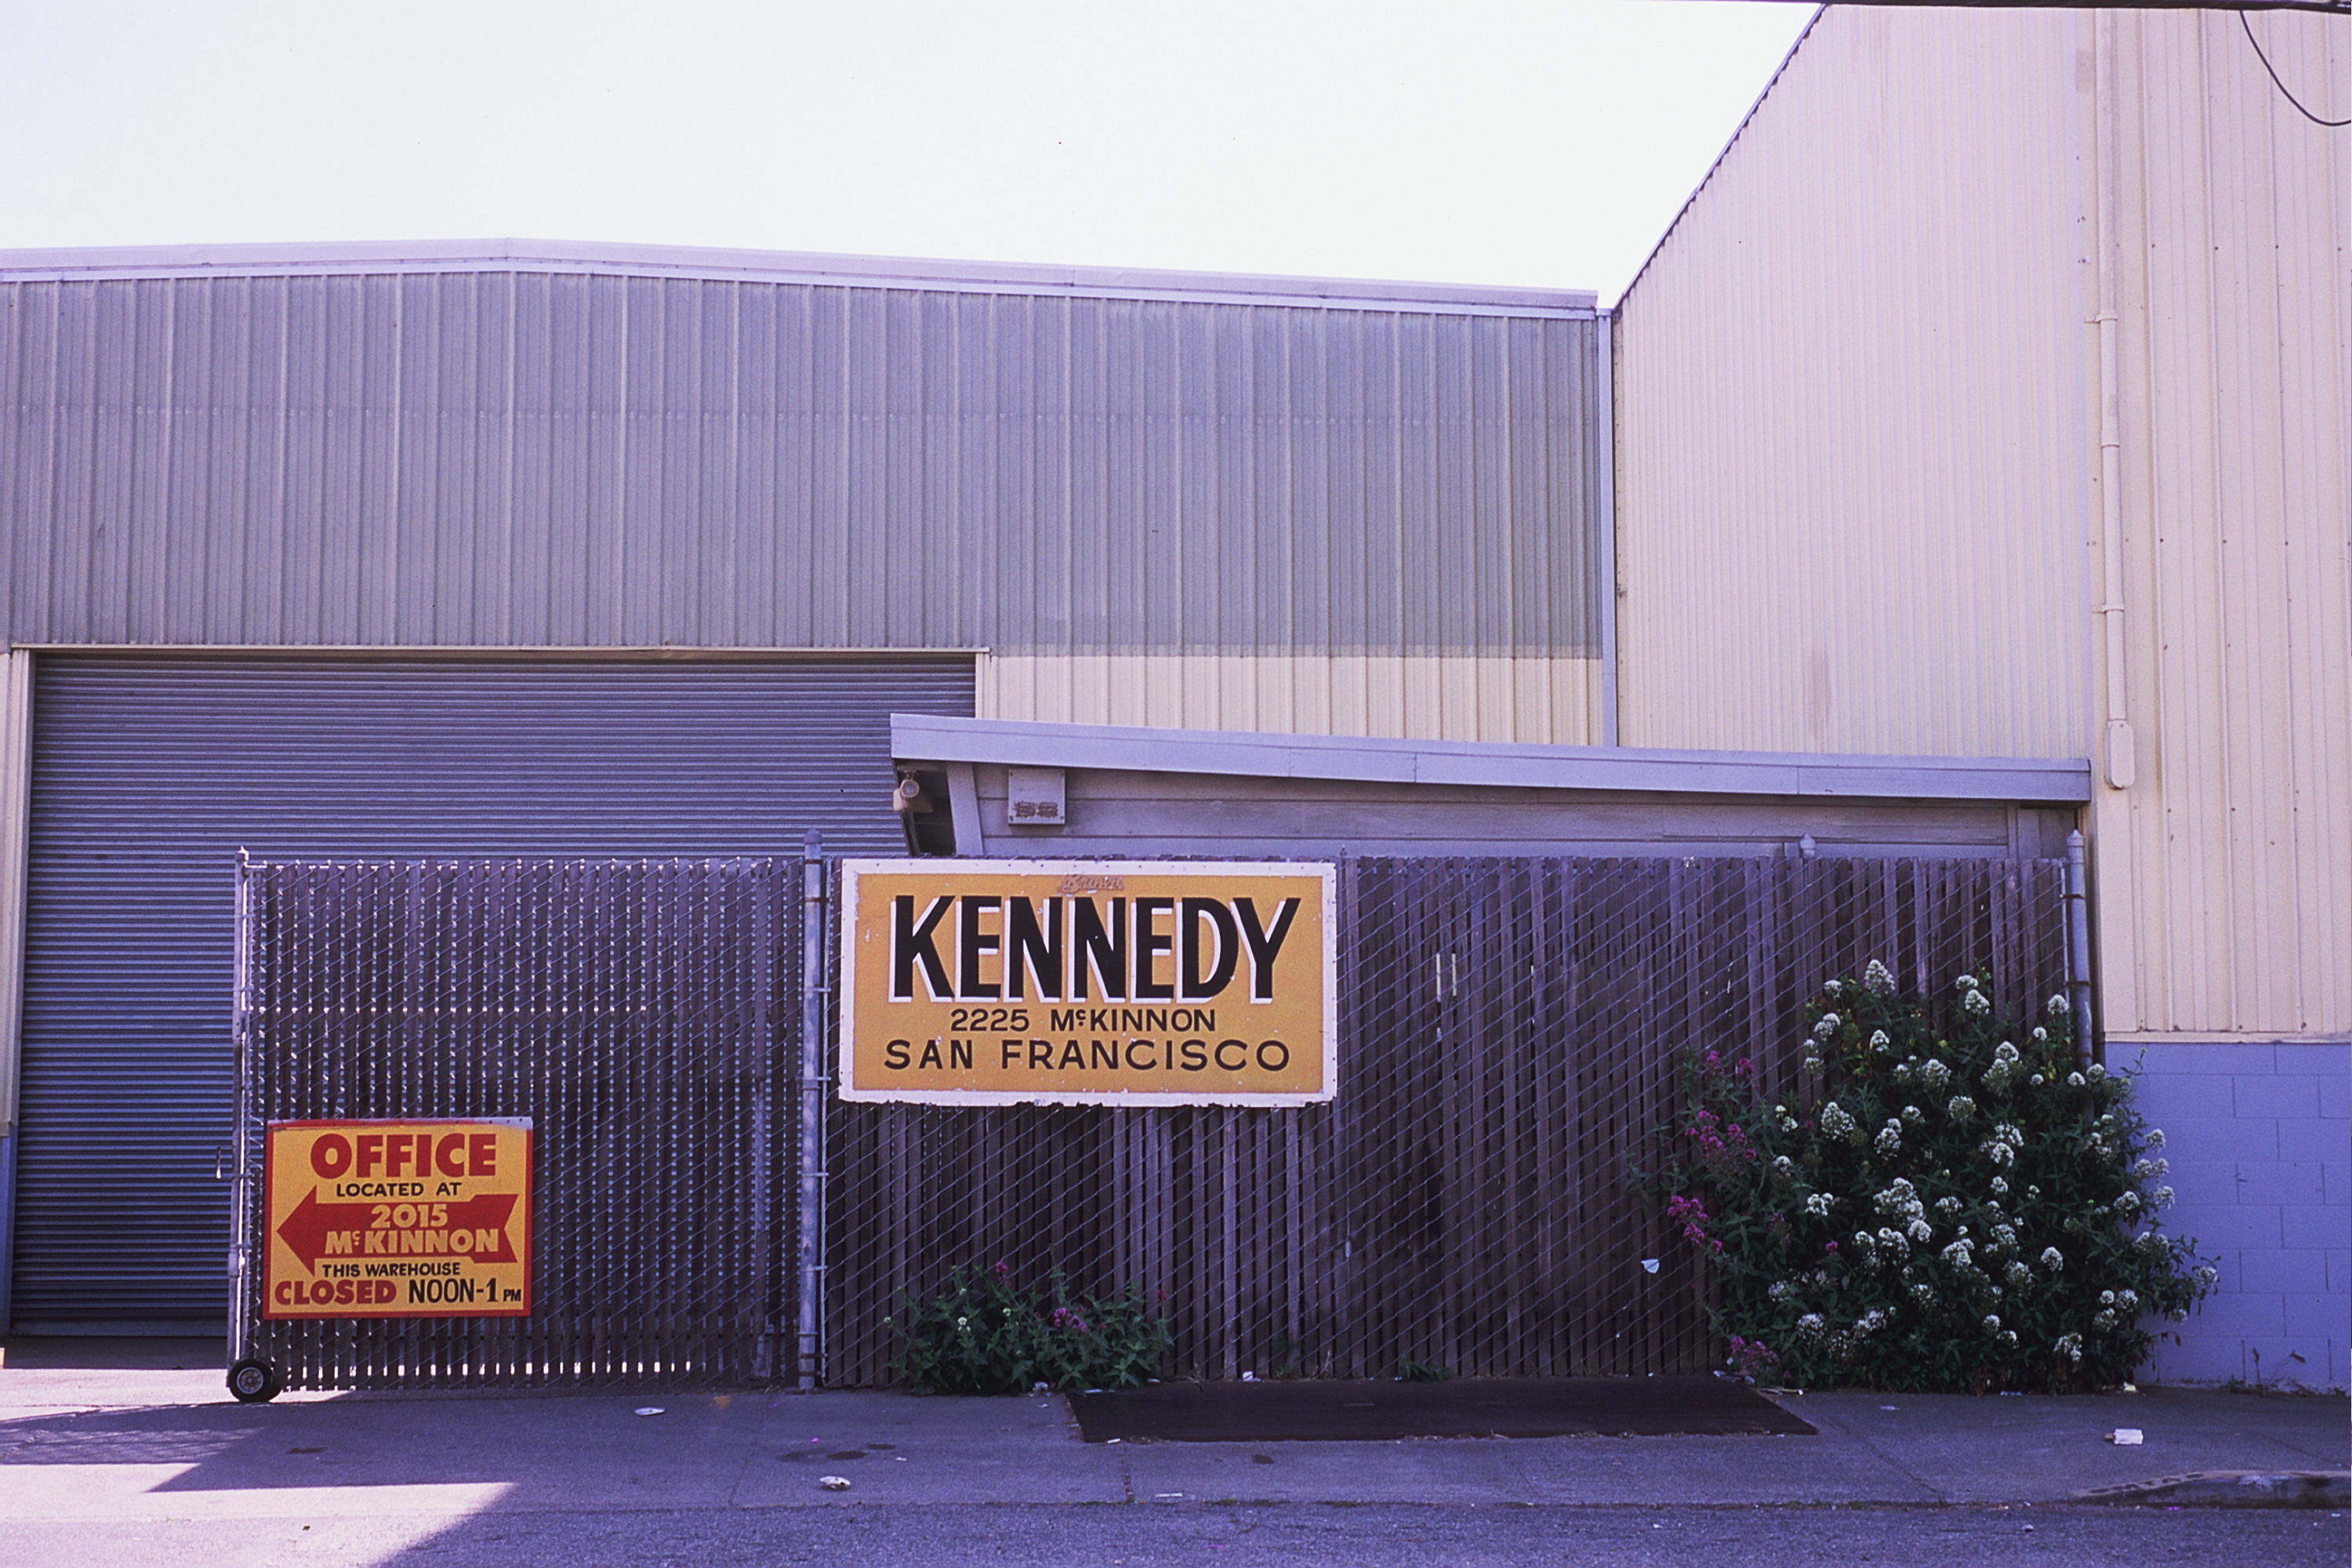 OFFICE
LOCATED AT
2015
McKINNON
THIS WAREHOUSE
CLOSED NOON-1 PM
KENNEDY
2225 McKINNON
SAN FRANCISCO